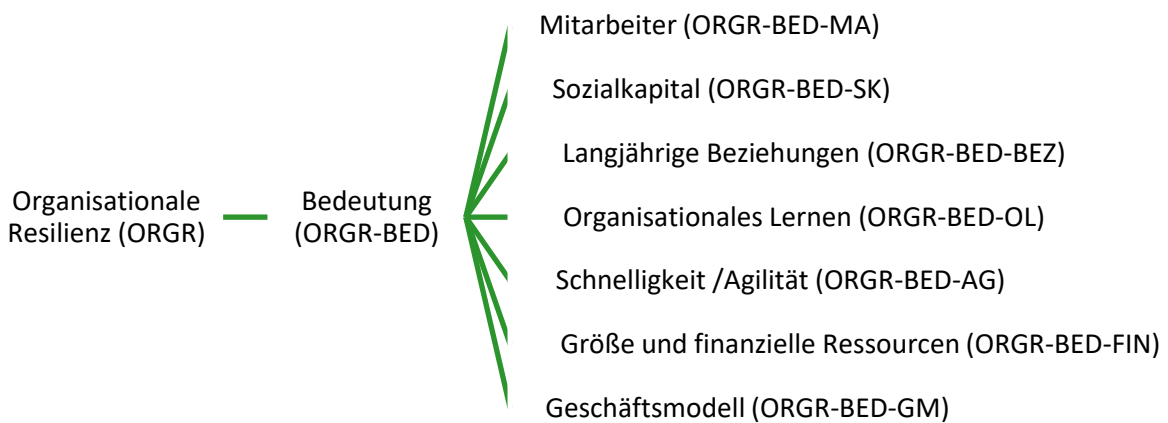 Mitarbeiter (ORGR-BED-MA)
Sozialkapital (ORGR-BED-SK)
Langjährige Beziehungen (ORGR-BED-BEZ)
Organisationale
Resilienz (ORGR)
Bedeutung
(ORGR-BED)
Organisationales Lernen (ORGR-BED-OL)
Schnelligkeit /Agilität (ORGR-BED-AG)
Größe und finanzielle Ressourcen (ORGR-BED-FIN)
Geschäftsmodell (ORGR-BED-GM)